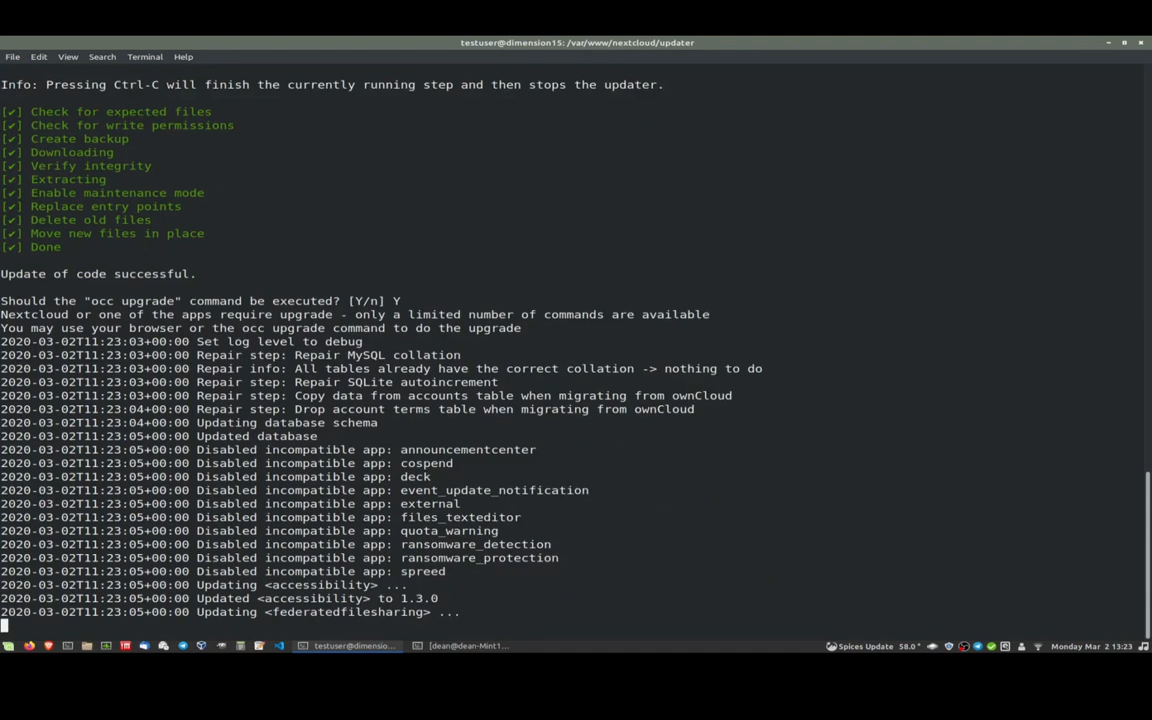 testuser@dimension15: /var/www/nextcloud/updater
File Edit View Search Terminal Help
Info: Pressing Ctrl-C will finish the currently running step and then stops the updater.
[✔] Check for expected files
[✔] Check for write permissions
[✔] Create backup
[✔] Downloading
[✔] Verify integrity
[✔] Extracting
[✔] Enable maintenance mode
[✔] Replace entry points
[✔] Delete old files
[✔] Move new files in place
[✔] Done
Update of code successful.
Should the "occ upgrade" command be executed? [Y/n] Y
Nextcloud or one of the apps require upgrade - only a limited number of commands are available
You may use your browser or the occ upgrade command to do the upgrade
2020-03-02T11:23:03+00:00 Set log level to debug
2020-03-02T11:23:03+00:00 Repair step: Repair MySQL collation
2020-03-02T11:23:03+00:00 Repair info: All tables already have the correct collation -> nothing to do
2020-03-02T11:23:03+00:00 Repair step: Repair SQLite autoincrement
2020-03-02T11:23:03+00:00 Repair step: Copy data from accounts table when migrating from ownCloud
2020-03-02T11:23:04+00:00 Repair step: Drop account terms table when migrating from ownCloud
2020-03-02T11:23:04+00:00 Updating database schema
2020-03-02T11:23:05+00:00 Updated database
2020-03-02T11:23:05+00:00 Disabled incompatible app: announcementcenter
2020-03-02T11:23:05+00:00 Disabled incompatible app: cospend
2020-03-02T11:23:05+00:00 Disabled incompatible app: deck
2020-03-02T11:23:05+00:00 Disabled incompatible app: event_update_notification
2020-03-02T11:23:05+00:00 Disabled incompatible app: external
2020-03-02T11:23:05+00:00 Disabled incompatible app: files_texteditor
2020-03-02T11:23:05+00:00 Disabled incompatible app: quota_warning
2020-03-02T11:23:05+00:00 Disabled incompatible app: ransomware_detection
2020-03-02T11:23:05+00:00 Disabled incompatible app: ransomware_protection
2020-03-02T11:23:05+00:00 Disabled incompatible app: spreed
2020-03-02T11:23:05+00:00 Updating <accessibility> ...
2020-03-02T11:23:05+00:00 Updated <accessibility> to 1.3.0
2020-03-02T11:23:05+00:00 Updating <federatedfilesharing> ...
testuser@dimensio... [dean@dean-Mint1... Spices Update 58.0° Monday Mar 2 13:23